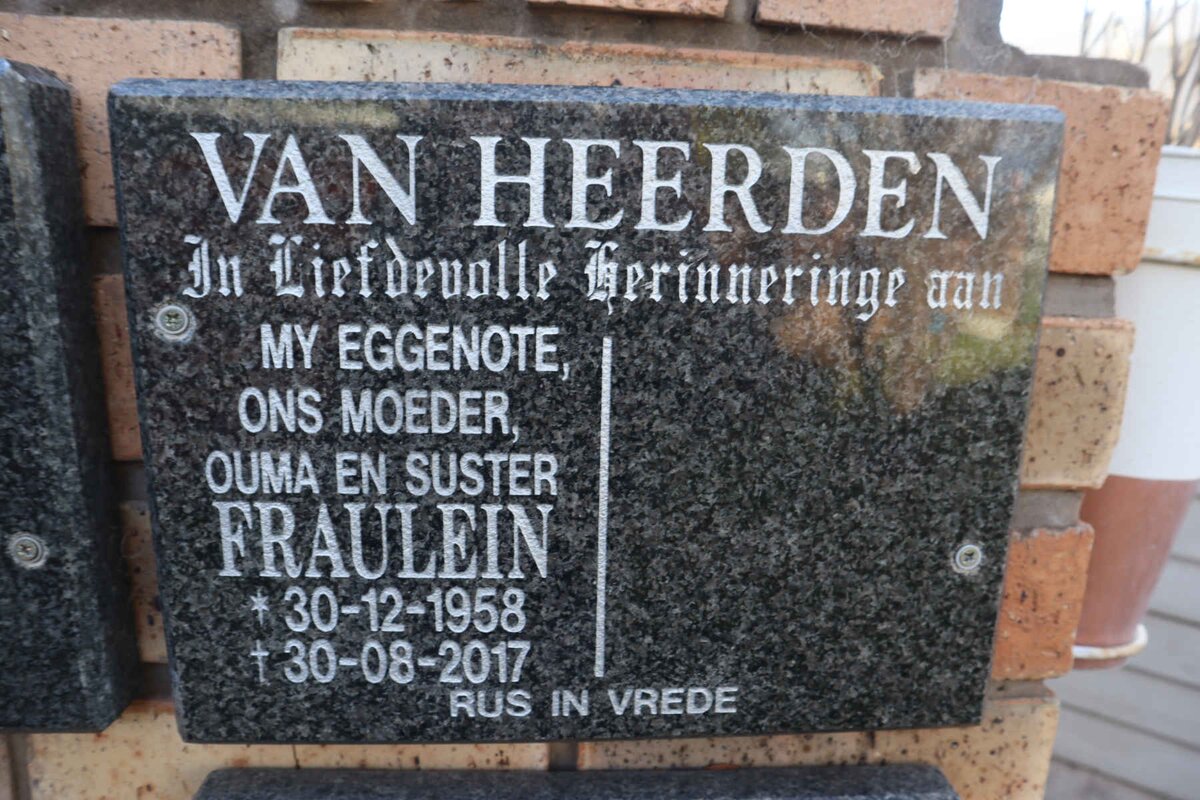 VAN HEERDEN
In Liefdevolle Herinneringe aan
MY EGGENOTE,
ONS MOEDER,
OUMA EN SUSTER
FRAULEIN
* 30-12-1958
† 30-08-2017
RUS IN VREDE